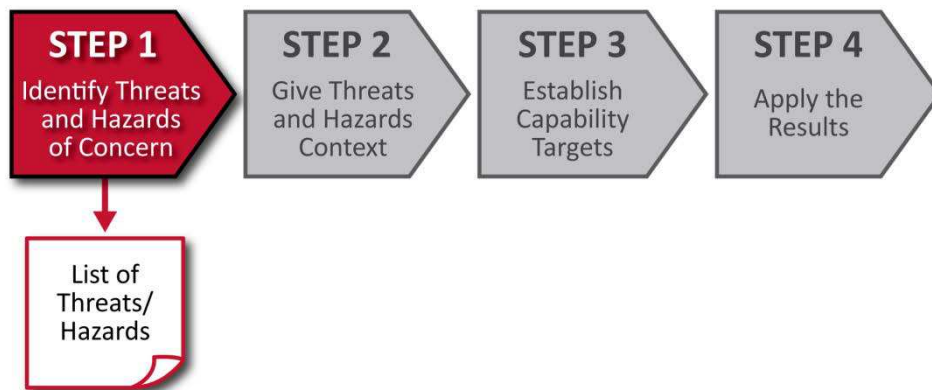 STEP 1
Identify Threats
and Hazards
of Concern
STEP 2
Give Threats
and Hazards
Context
STEP 3
Establish
Capability
Targets
STEP 4
Apply the
Results
List of
Threats/
Hazards